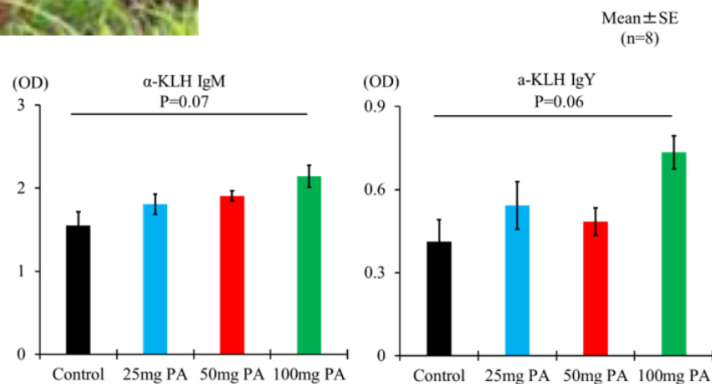 Mean±SE
(n=8)
(OD)
α-KLH IgM
P=0.07
3
2
1
0
Control 25mg PA 50mg PA 100mg PA
(OD)
a-KLH IgY
P=0.06
0.9
0.6
0.3
0
Control 25mg PA 50mg PA 100mg PA